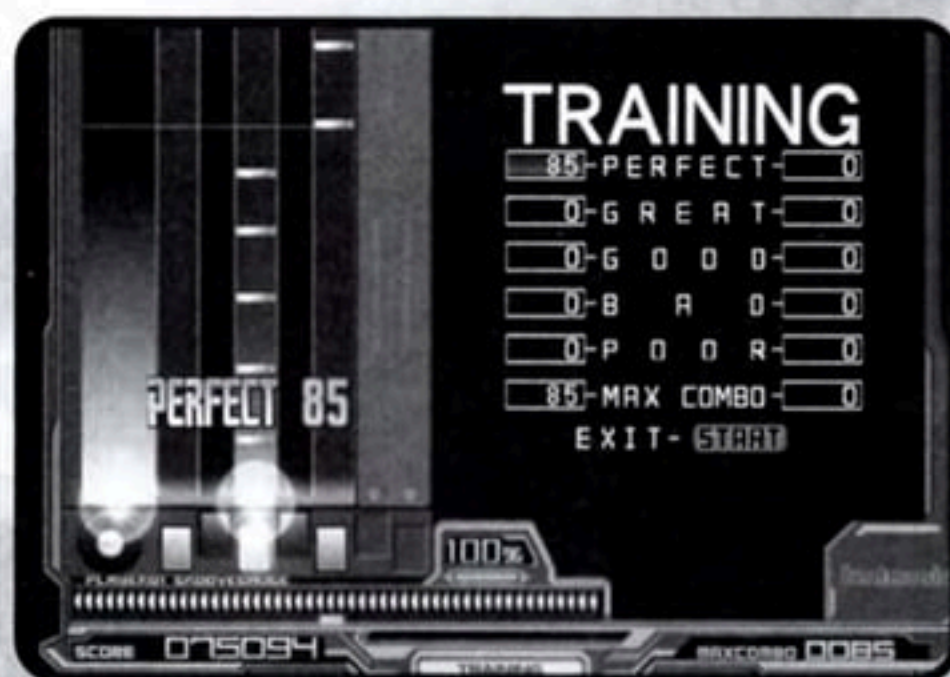 TRAINING
85-PERFECT-0
0-GREAT-0
0-GOOD-0
0-BAD-0
0-POOR-0
85-MAX COMBO-0
EXIT- START
PERFECT 85
100%
SCORE 075094
TRAINING
MAXCOMBO 0085